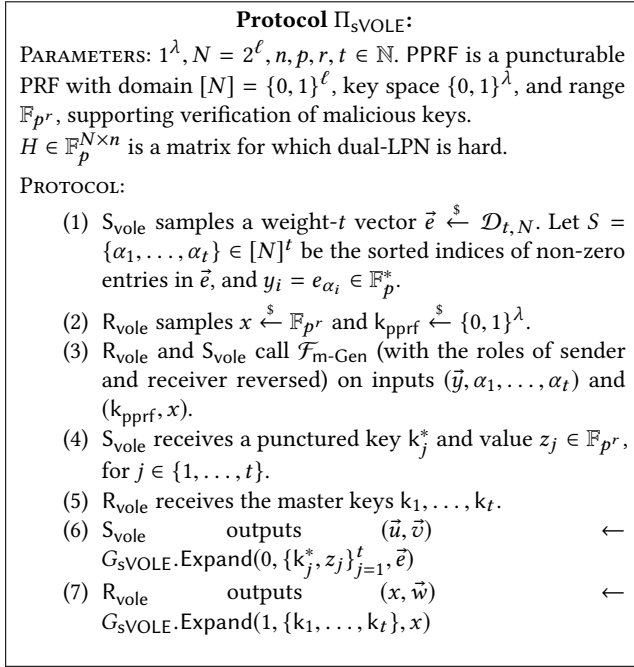 Protocol Π_sVOLE:
Parameters: 1^λ, N = 2^ℓ, n, p, r, t ∈ ℕ. PPRF is a puncturable
PRF with domain [N] = {0, 1}^ℓ, key space {0, 1}^λ, and range
𝔽_{p^r}, supporting verification of malicious keys.
H ∈ 𝔽_p^{N×n} is a matrix for which dual-LPN is hard.
Protocol:
(1) S_vole samples a weight-t vector e⃗ ←$ 𝒟_{t,N}. Let S =
{α_1, . . . , α_t} ∈ [N]^t be the sorted indices of non-zero
entries in e⃗, and y_i = e_{α_i} ∈ 𝔽_p^*.
(2) R_vole samples x ←$ 𝔽_{p^r} and k_pprf ←$ {0, 1}^λ.
(3) R_vole and S_vole call ℱ_m-Gen (with the roles of sender
and receiver reversed) on inputs (y⃗, α_1, . . . , α_t) and
(k_pprf, x).
(4) S_vole receives a punctured key k_j^* and value z_j ∈ 𝔽_{p^r},
for j ∈ {1, . . . , t}.
(5) R_vole receives the master keys k_1, . . . , k_t.
(6) S_vole outputs (u⃗, v⃗) ←
G_sVOLE.Expand(0, {k_j^*, z_j}_{j=1}^t, e⃗)
(7) R_vole outputs (x, w⃗) ←
G_sVOLE.Expand(1, {k_1, . . . , k_t}, x)